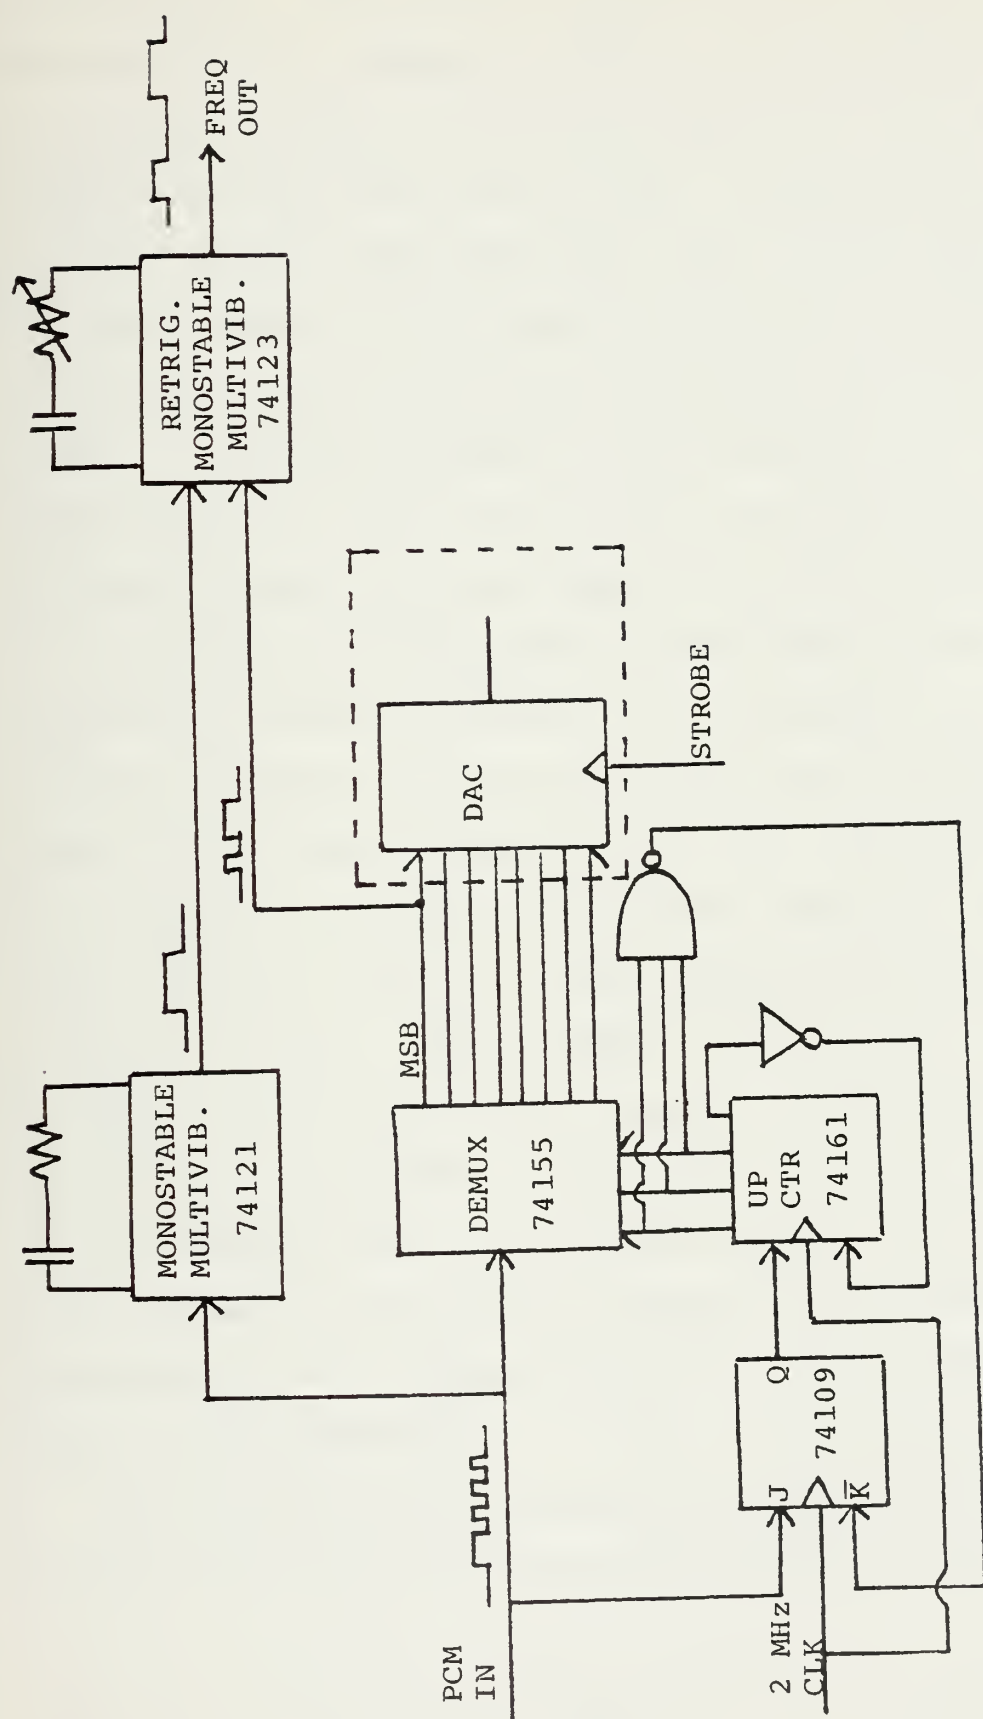 FREQ
OUT
RETRIG.
MONOSTABLE
MULTIVIB.
74123
MONOSTABLE
MULTIVIB.
74121
MSB
DAC
STROBE
DEMUX
74155
UP
CTR
74161
Q
74109
J
K̅
PCM
IN
2 MHz
CLK